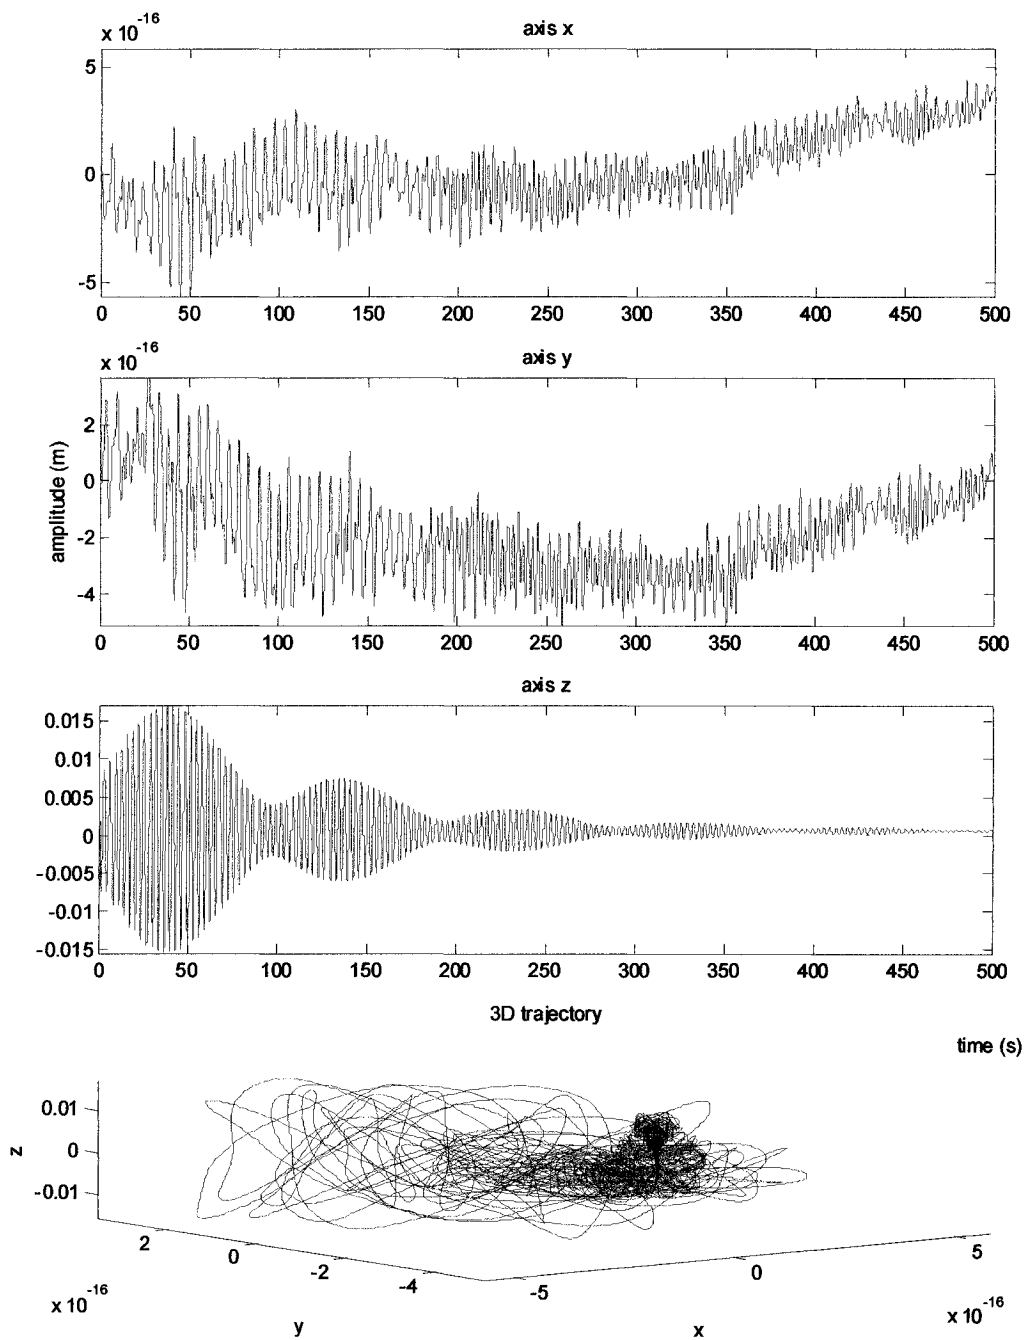 x 10^-16
axis x
5
0
-5
0 50 100 150 200 250 300 350 400 450 500
x 10^-16
axis y
2
0
-2
-4
amplitude (m)
0 50 100 150 200 250 300 350 400 450 500
axis z
0.015
0.01
0.005
0
-0.005
-0.01
-0.015
0 50 100 150 200 250 300 350 400 450 500
3D trajectory
time (s)
z
0.01
0
-0.01
2 0 -2 -4 -5 0 5
x 10^-16 y x x 10^-16